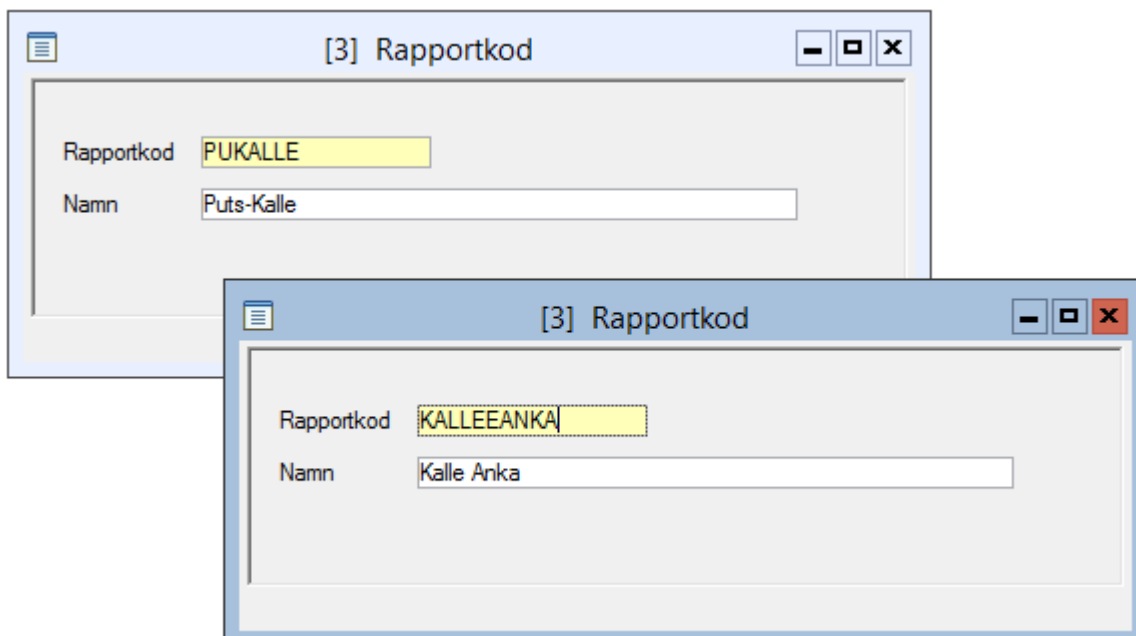 [3] Rapportkod
Rapportkod PUKALLE
Namn Puts-Kalle
[3] Rapportkod
Rapportkod KALLEEANKA
Namn Kalle Anka